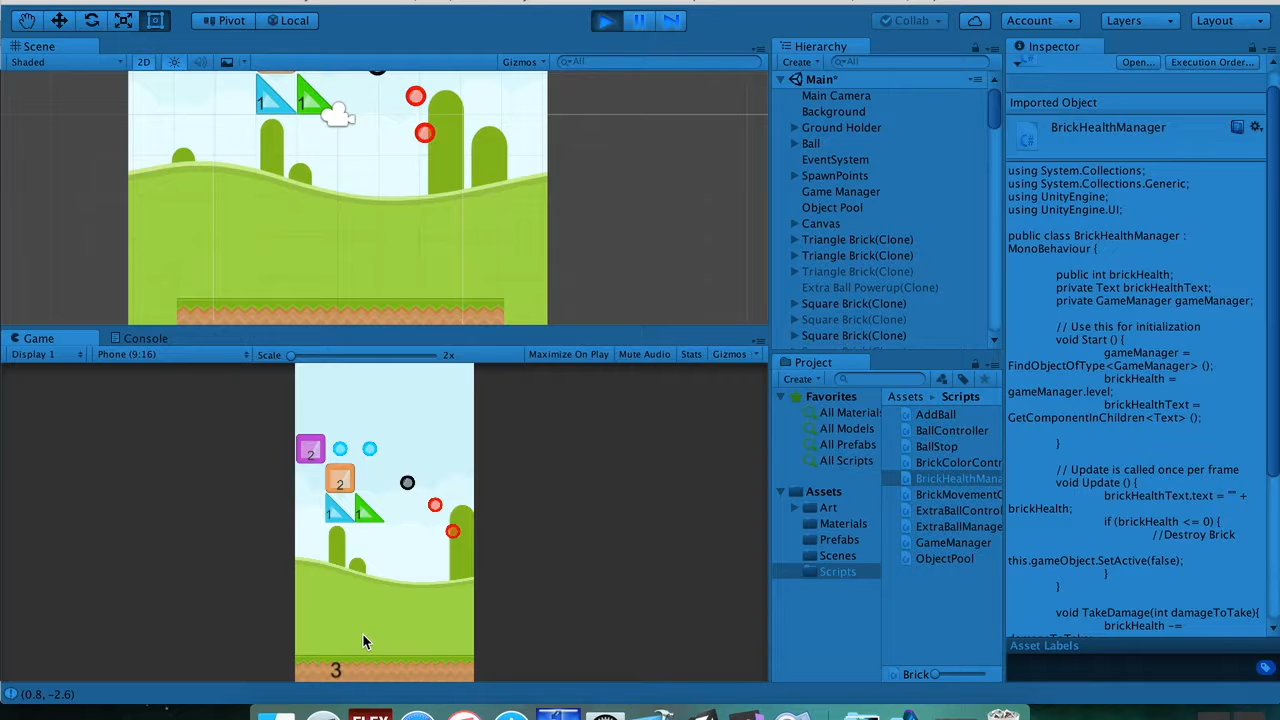 Pivot Local Collab Account Layers Layout
Scene
Shaded 2D Gizmos All
1 1
Game Console
Display 1 Phone (9:16) Scale 2x Maximize On Play Mute Audio Stats Gizmos
2
2
1 1
3
(0.8, -2.6)
Hierarchy
Create All
Main*
Main Camera
Background
Ground Holder
Ball
EventSystem
SpawnPoints
Game Manager
Object Pool
Canvas
Triangle Brick(Clone)
Triangle Brick(Clone)
Triangle Brick(Clone)
Extra Ball Powerup(Clone)
Square Brick(Clone)
Square Brick(Clone)
Square Brick(Clone)
Project
Create
Favorites
All Materials
All Models
All Prefabs
All Scripts
Assets
Art
Materials
Prefabs
Scenes
Scripts
Assets Scripts
AddBall
BallController
BallStop
BrickColorContr
BrickHealthMana
BrickMovementC
ExtraBallControl
ExtraBallManage
GameManager
ObjectPool
Brick
Inspector
Open... Execution Order...
Imported Object
BrickHealthManager
using System.Collections;
using System.Collections.Generic;
using UnityEngine;
using UnityEngine.UI;
public class BrickHealthManager :
MonoBehaviour {
public int brickHealth;
private Text brickHealthText;
private GameManager gameManager;
// Use this for initialization
void Start () {
gameManager =
FindObjectOfType<GameManager> ();
brickHealth =
gameManager.level;
brickHealthText =
GetComponentInChildren<Text> ();
}
// Update is called once per frame
void Update () {
brickHealthText.text = "" +
brickHealth;
if (brickHealth <= 0) {
//Destroy Brick
this.gameObject.SetActive(false);
}
}
void TakeDamage(int damageToTake){
brickHealth -=
Asset Labels
FLEX